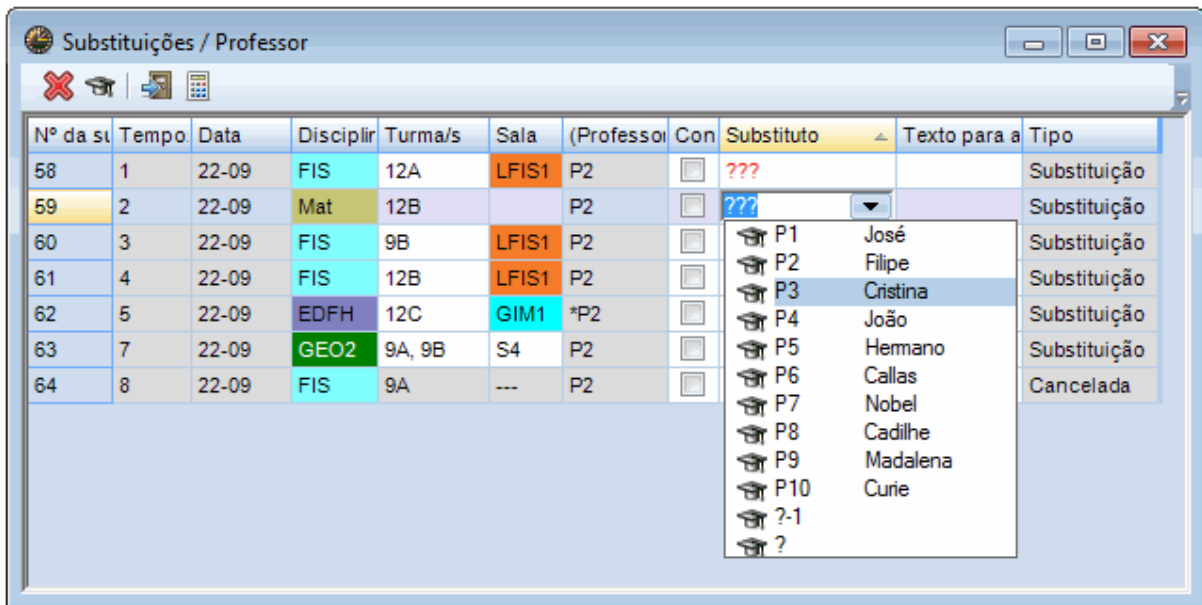 Substituições / Professor
Nº da su Tempo. Data Disciplir Turma/s Sala (Professor Con Substituto Texto para a Tipo
58 1 22-09 FIS 12A LFIS1 P2 ??? Substituição
59 2 22-09 Mat 12B P2 ??? Substituição
60 3 22-09 FIS 9B LFIS1 P2 P1 José Substituição
P2 Filipe
61 4 22-09 FIS 12B LFIS1 P2 P3 Cristina Substituição
62 5 22-09 EDFH 12C GIM1 *P2 P4 João Substituição
63 7 22-09 GEO2 9A, 9B S4 P2 P5 Hermano Substituição
64 8 22-09 FIS 9A --- P2 P6 Callas Cancelada
P7 Nobel
P8 Cadilhe
P9 Madalena
P10 Curie
?-1
?